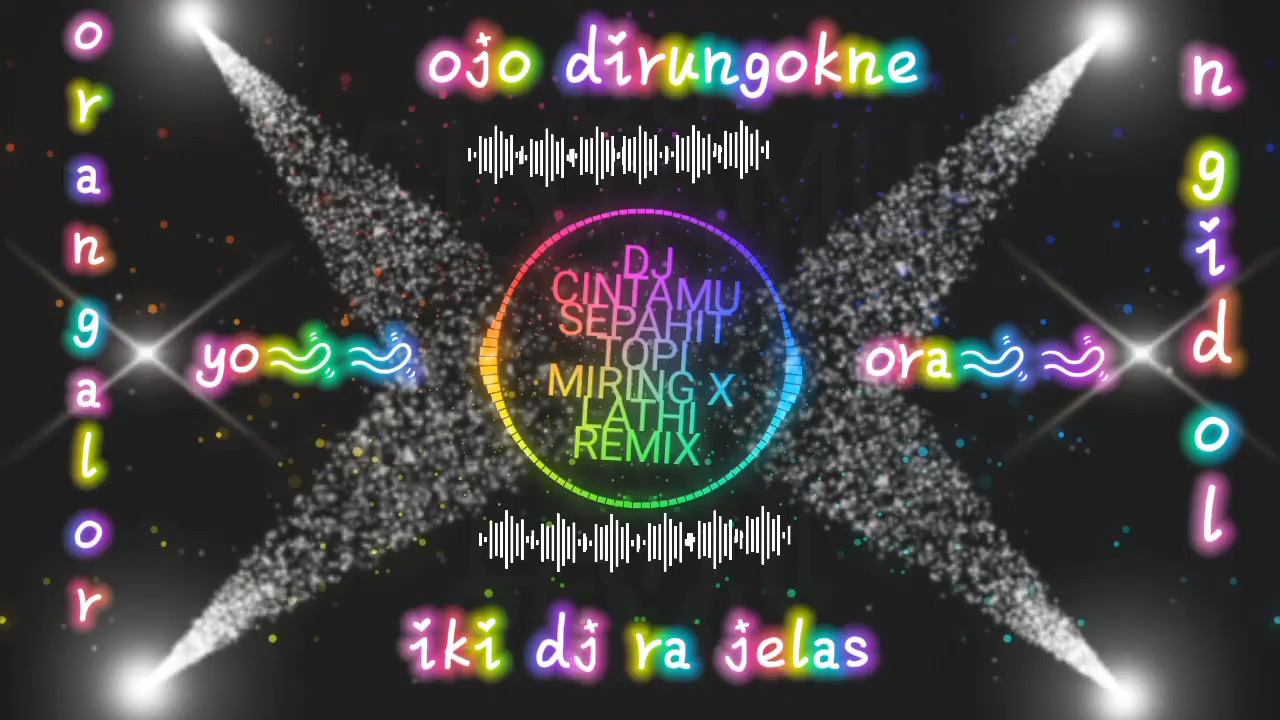 ojo dirungokne
orangalor
ngidol
yo
ora
DJ
CINTAMU
SEPAHIT
TOPI
MIRING X
LATHI
REMIX
iki dj ra jelas